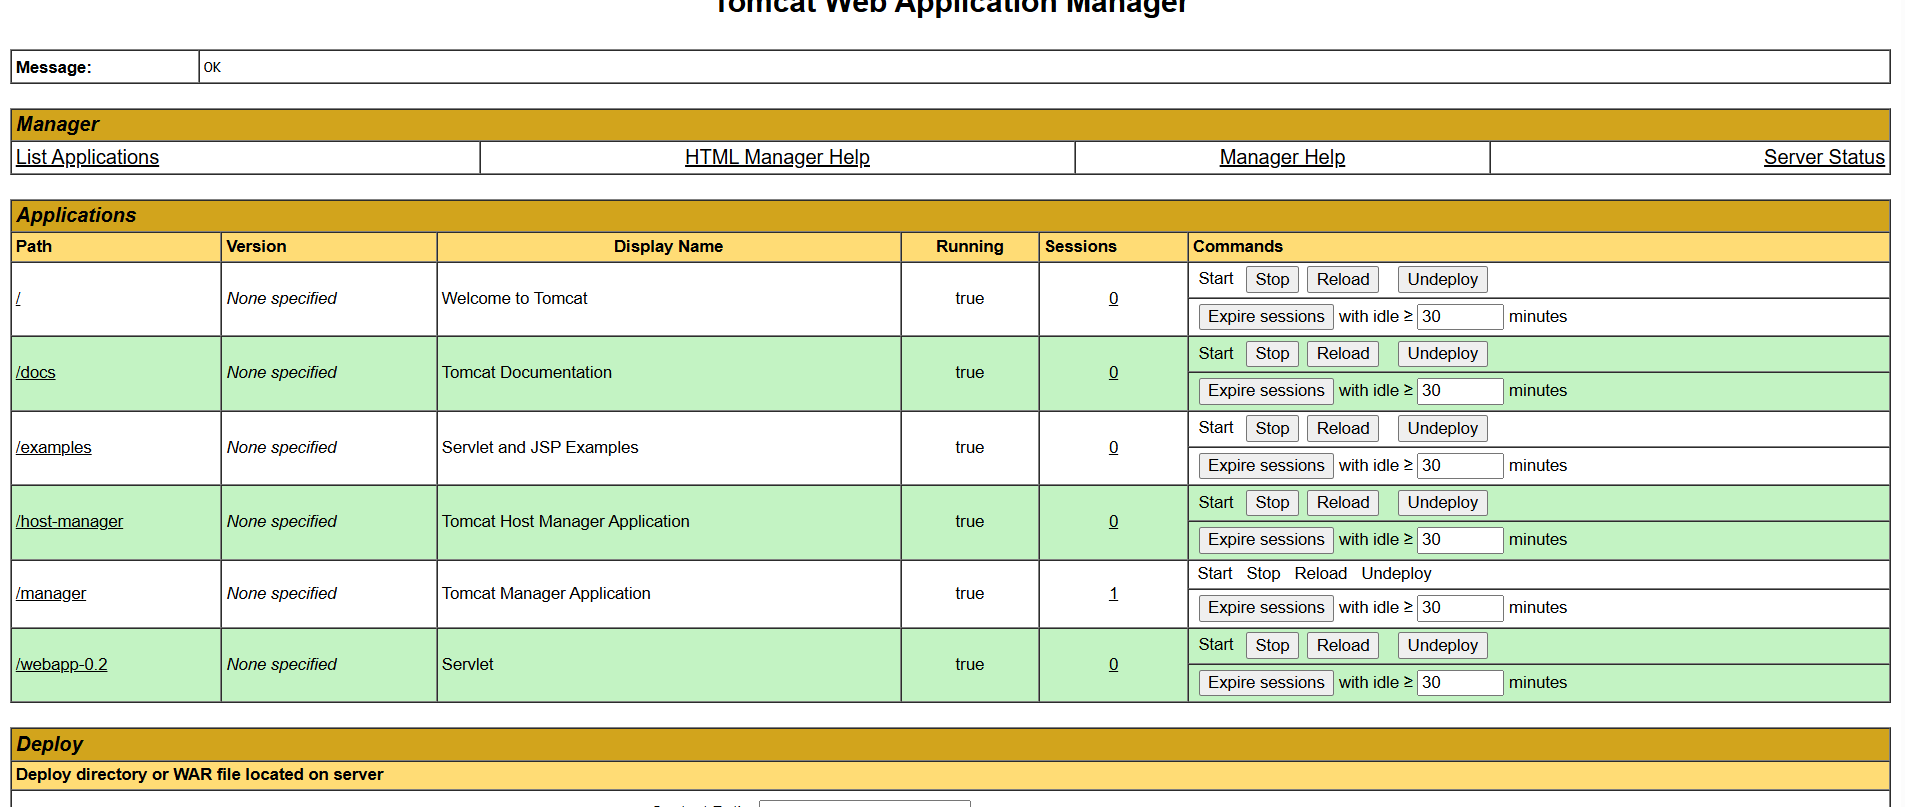 Tomcat Web Application Manager
Message: OK
Manager
List Applications HTML Manager Help Manager Help Server Status
Applications
Path Version Display Name Running Sessions Commands
/ None specified Welcome to Tomcat true 0 Start Stop Reload Undeploy
Expire sessions with idle ≥ 30 minutes
/docs None specified Tomcat Documentation true 0 Start Stop Reload Undeploy
Expire sessions with idle ≥ 30 minutes
/examples None specified Servlet and JSP Examples true 0 Start Stop Reload Undeploy
Expire sessions with idle ≥ 30 minutes
/host-manager None specified Tomcat Host Manager Application true 0 Start Stop Reload Undeploy
Expire sessions with idle ≥ 30 minutes
/manager None specified Tomcat Manager Application true 1 Start Stop Reload Undeploy
Expire sessions with idle ≥ 30 minutes
/webapp-0.2 None specified Servlet true 0 Start Stop Reload Undeploy
Expire sessions with idle ≥ 30 minutes
Deploy
Deploy directory or WAR file located on server